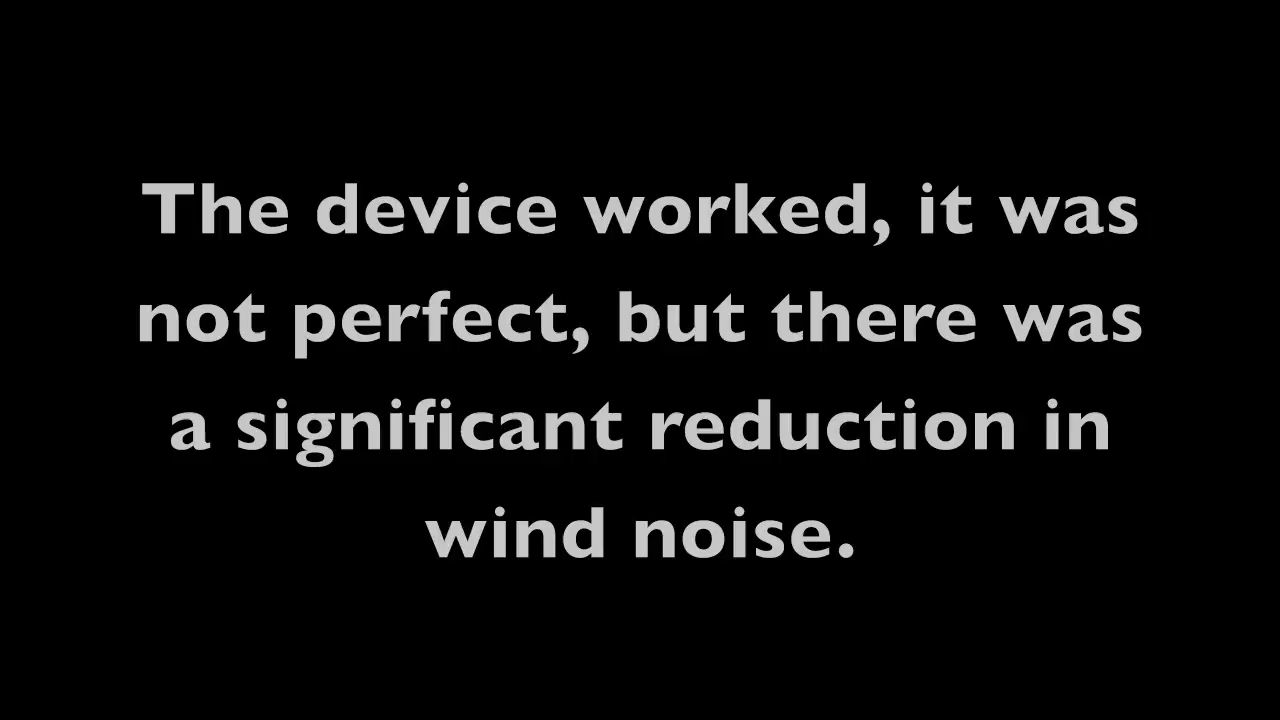 The device worked, it was
not perfect, but there was
a significant reduction in
wind noise.